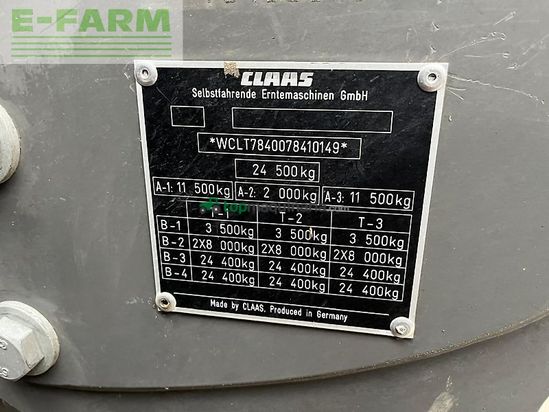 E-FARM
CLAAS
Selbstfahrende Erntemaschinen GmbH
*WCLT7840078410149*
24 500kg
A-1: 11 500kg A-2: 2 000kg A-3: 11 500kg
T-1 T-2 T-3
B-1 3 500kg 3 500kg 3 500kg
B-2 2X8 000kg 2X8 000kg 2X8 000kg
B-3 24 400kg 24 400kg 24 400kg
B-4 24 400kg 24 400kg 24 400kg
Made by CLAAS, Produced in Germany